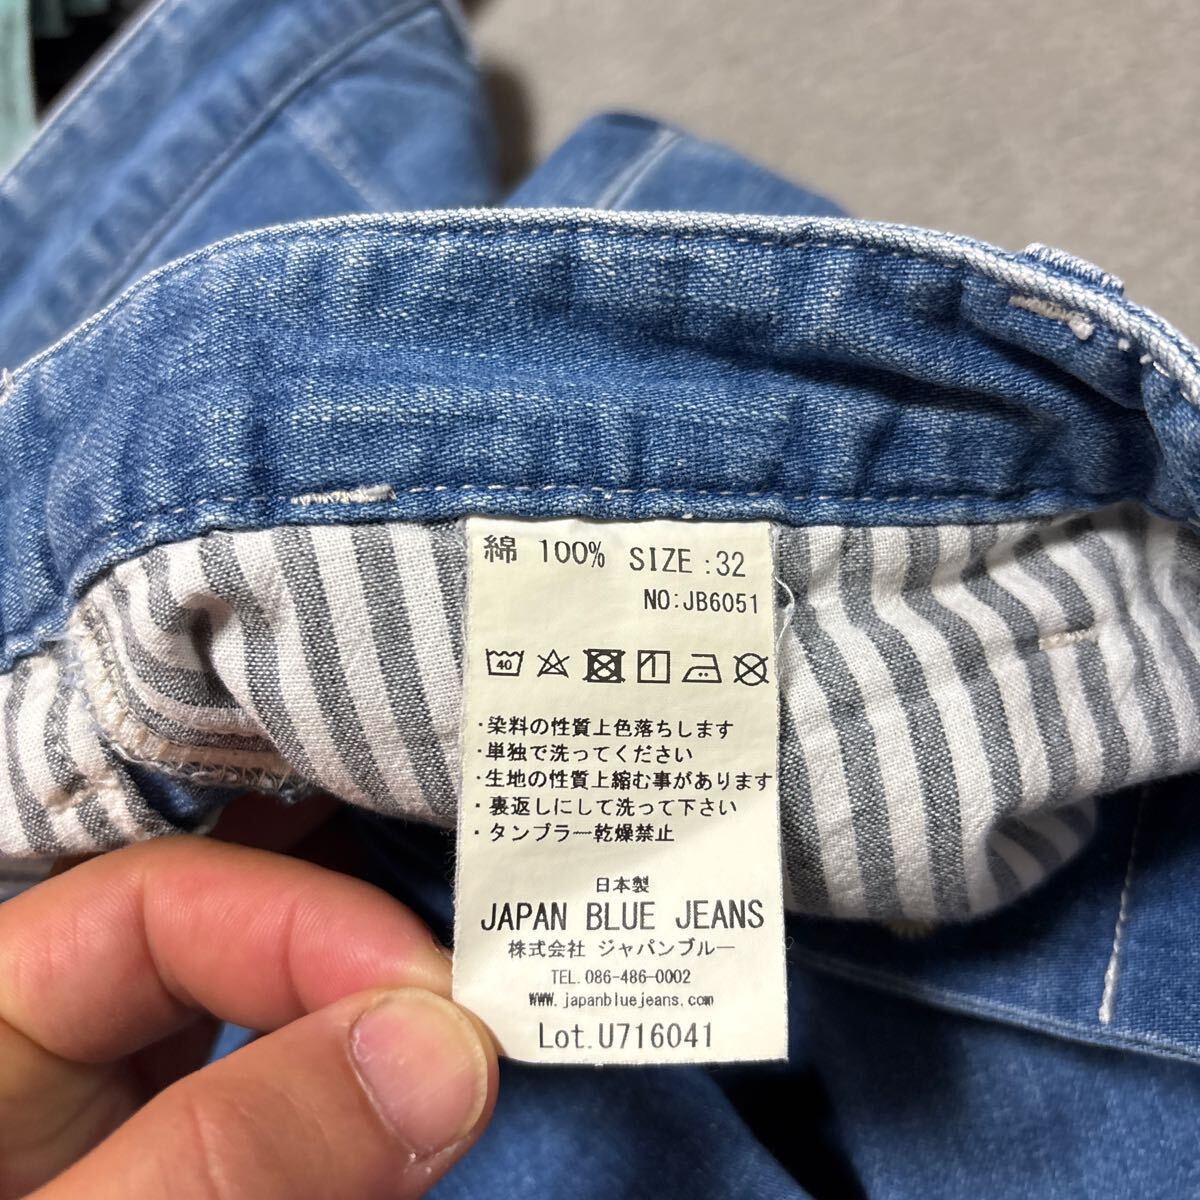 綿 100% SIZE:32
NO:JB6051
40
・染料の性質上色落ちします
・単独で洗ってください
・生地の性質上縮む事があります
・裏返しにして洗って下さい
・タンブラー乾燥禁止
日本製
JAPAN BLUE JEANS
株式会社 ジャパンブルー
TEL.086-486-0002
WWW.japanbluejeans.com
Lot.U716041